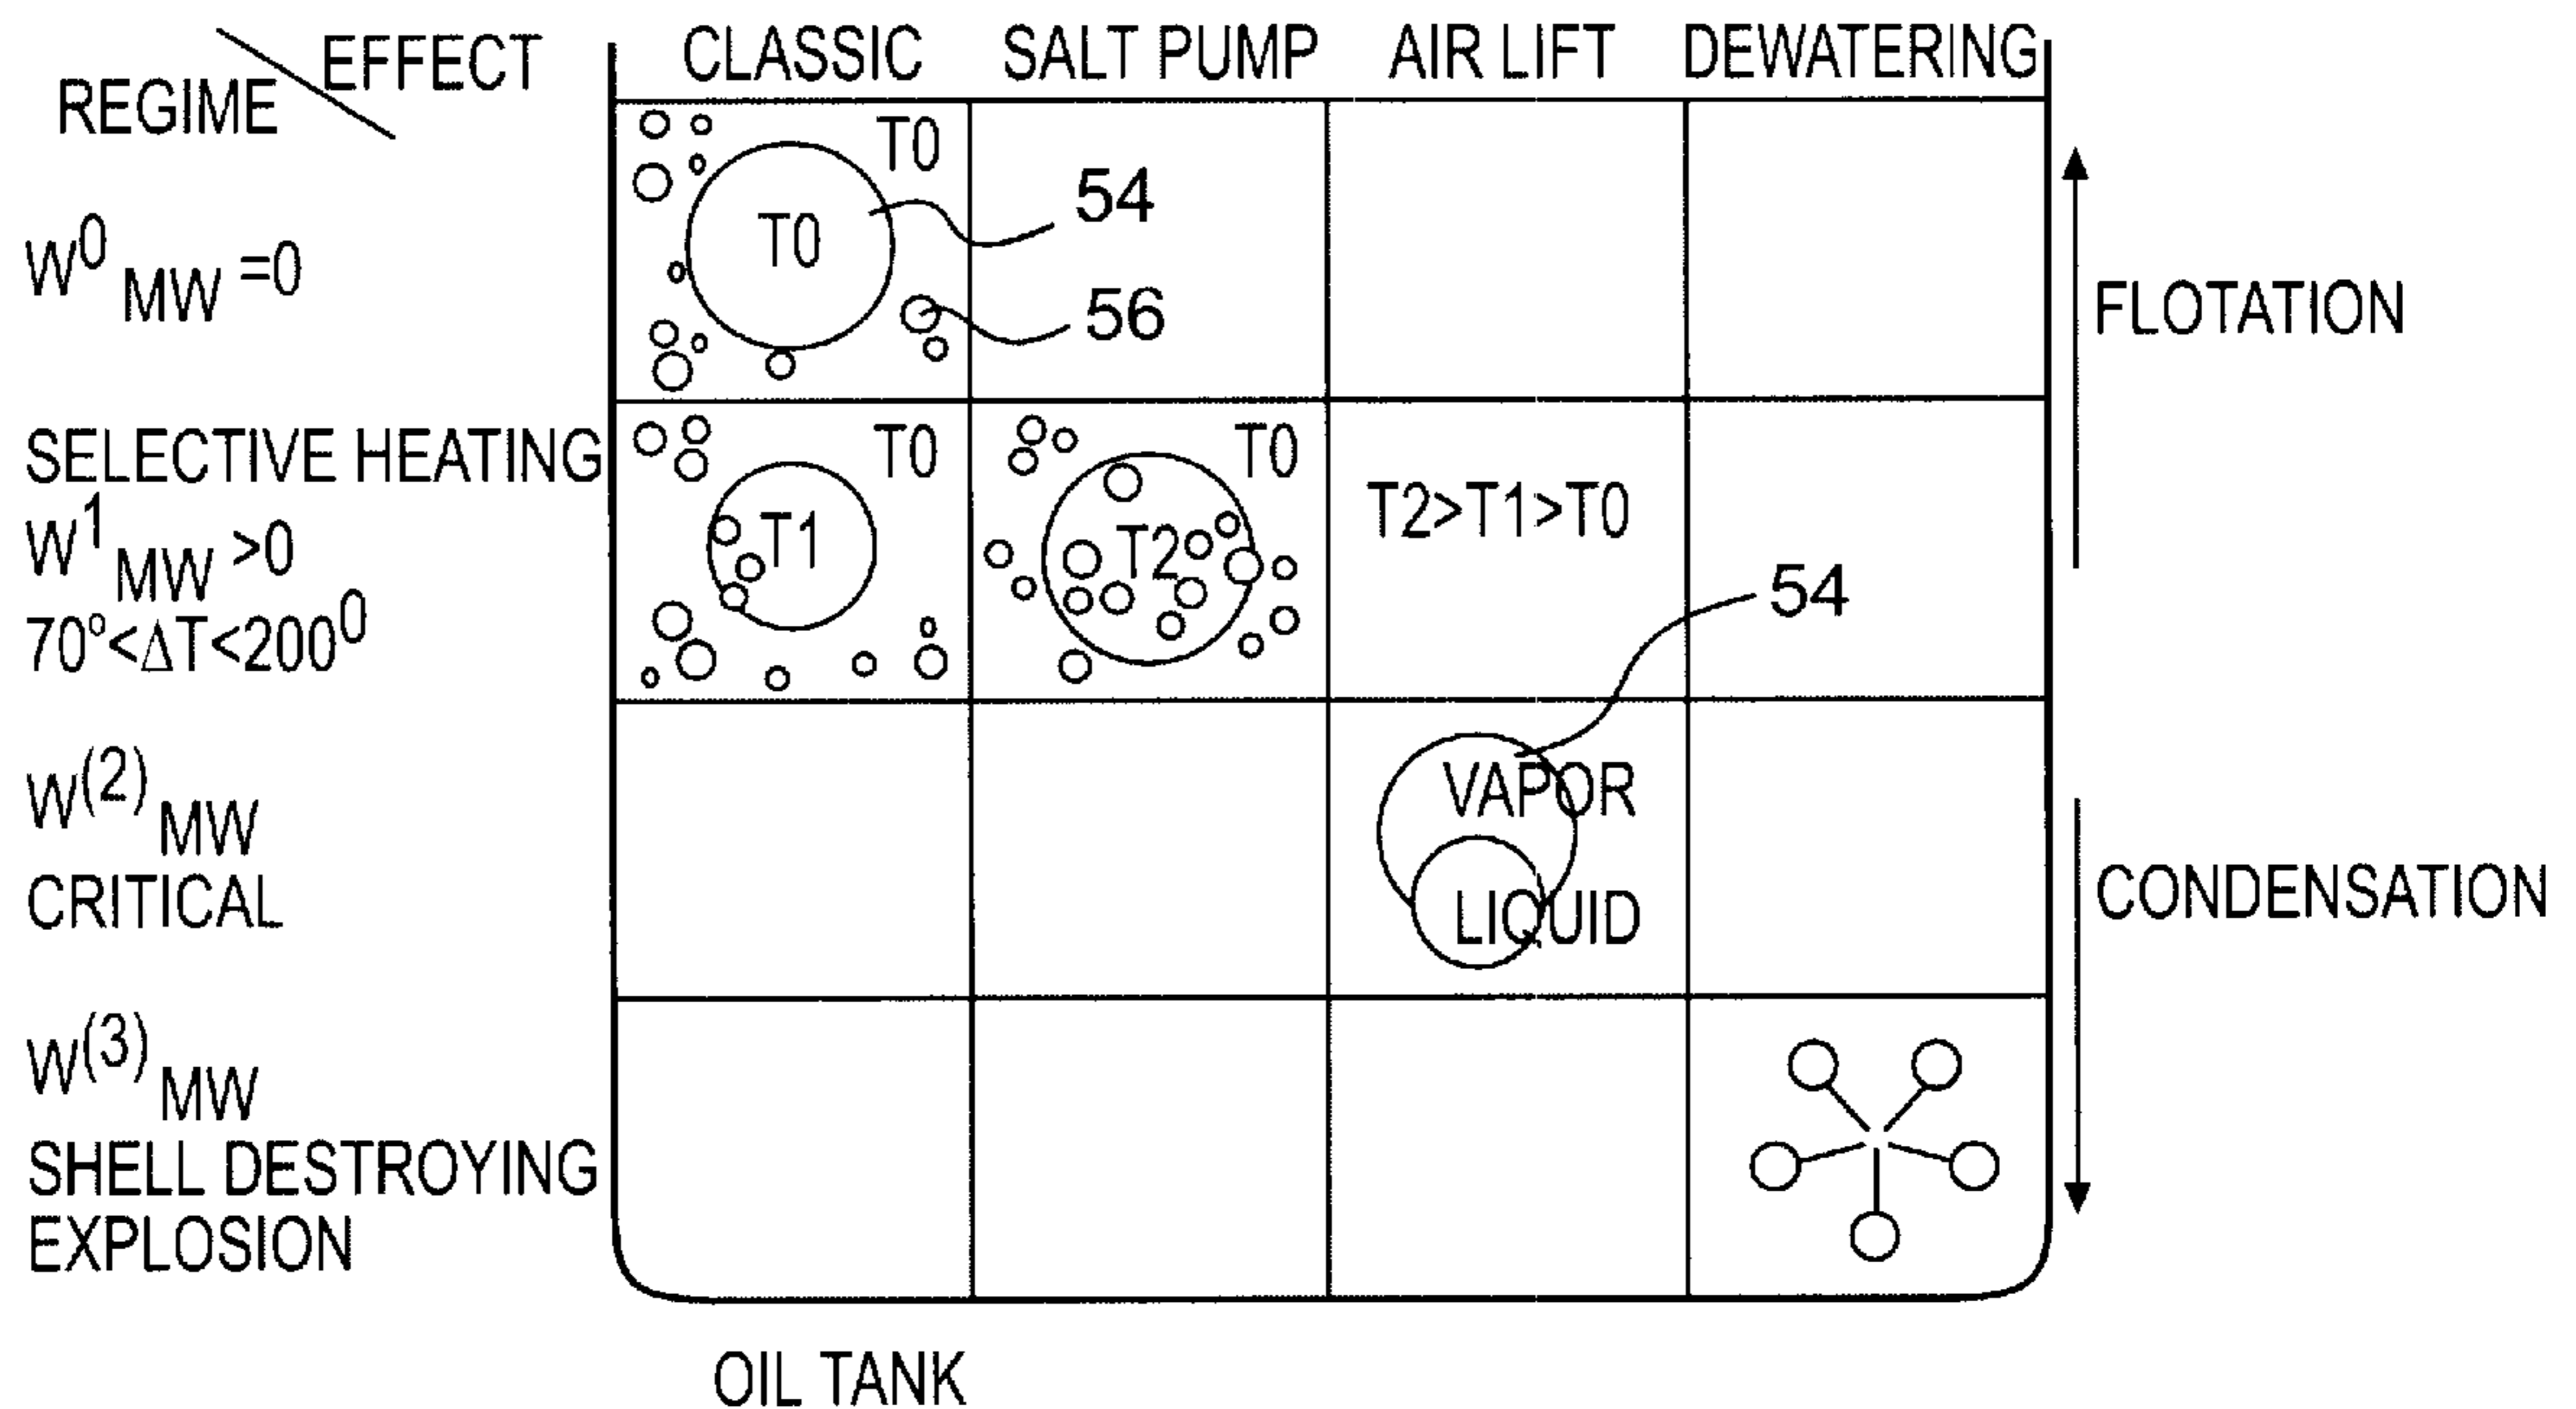 REGIME EFFECT CLASSIC SALT PUMP AIR LIFT DEWATERING
T0
T0
54
W⁰ MW =0
56
FLOTATION
SELECTIVE HEATING
W¹ MW >0
70°<ΔT<200⁰
T0
T1
T0
T2
T2>T1>T0
54
W⁽²⁾ MW
CRITICAL
VAPOR
LIQUID
CONDENSATION
W⁽³⁾ MW
SHELL DESTROYING
EXPLOSION
OIL TANK